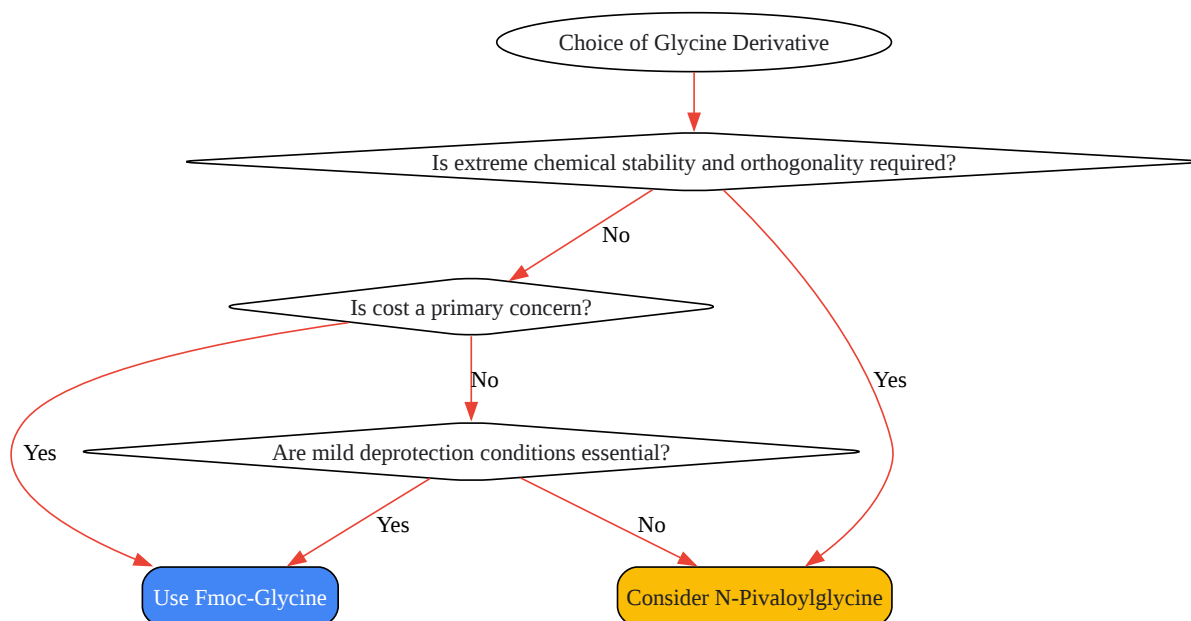 Choice of Glycine Derivative
Is extreme chemical stability and orthogonality required?
No
Is cost a primary concern?
No
Yes
Yes
Are mild deprotection conditions essential?
Yes
No
Use Fmoc-Glycine
Consider N-Pivaloylglycine